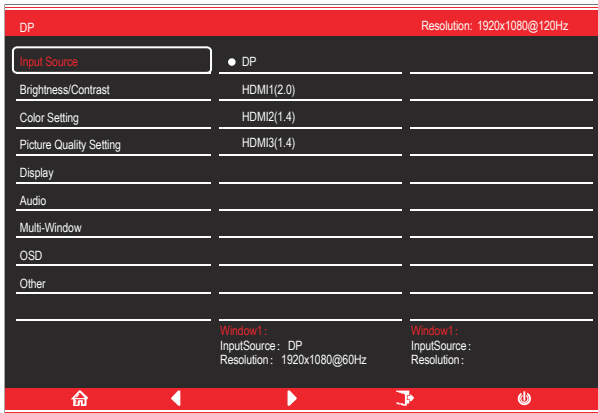 DP Resolution: 1920x1080@120Hz
Input Source DP
Brightness/Contrast HDMI1(2.0)
Color Setting HDMI2(1.4)
Picture Quality Setting HDMI3(1.4)
Display
Audio
Multi-Window
OSD
Other
Window1: Window1:
InputSource: DP InputSource:
Resolution: 1920x1080@60Hz Resolution: